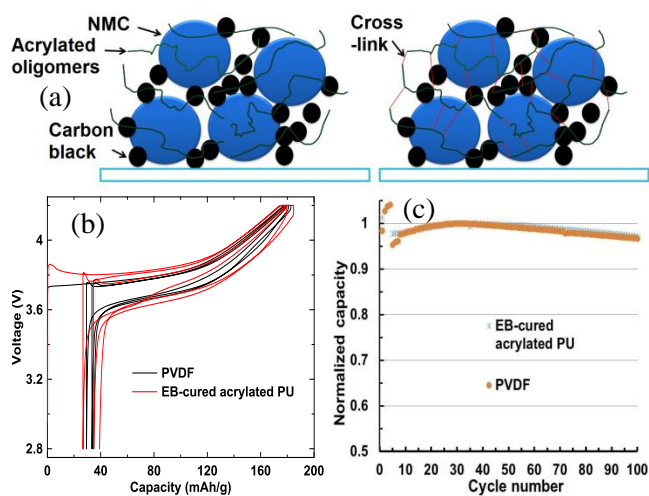 NMC
Acrylated
oligomers
(a)
Carbon
black
Cross
-link
(b)
4
3.6
3.2
2.8
Voltage (V)
PVDF
EB-cured acrylated PU
0
40
80
120
160
200
Capacity (mAh/g)
(c)
1
0.9
0.8
0.7
0.6
0.5
Normalized capacity
EB-cured
acrylated PU
PVDF
0 10 20 30 40 50 60 70 80 90 100
Cycle number